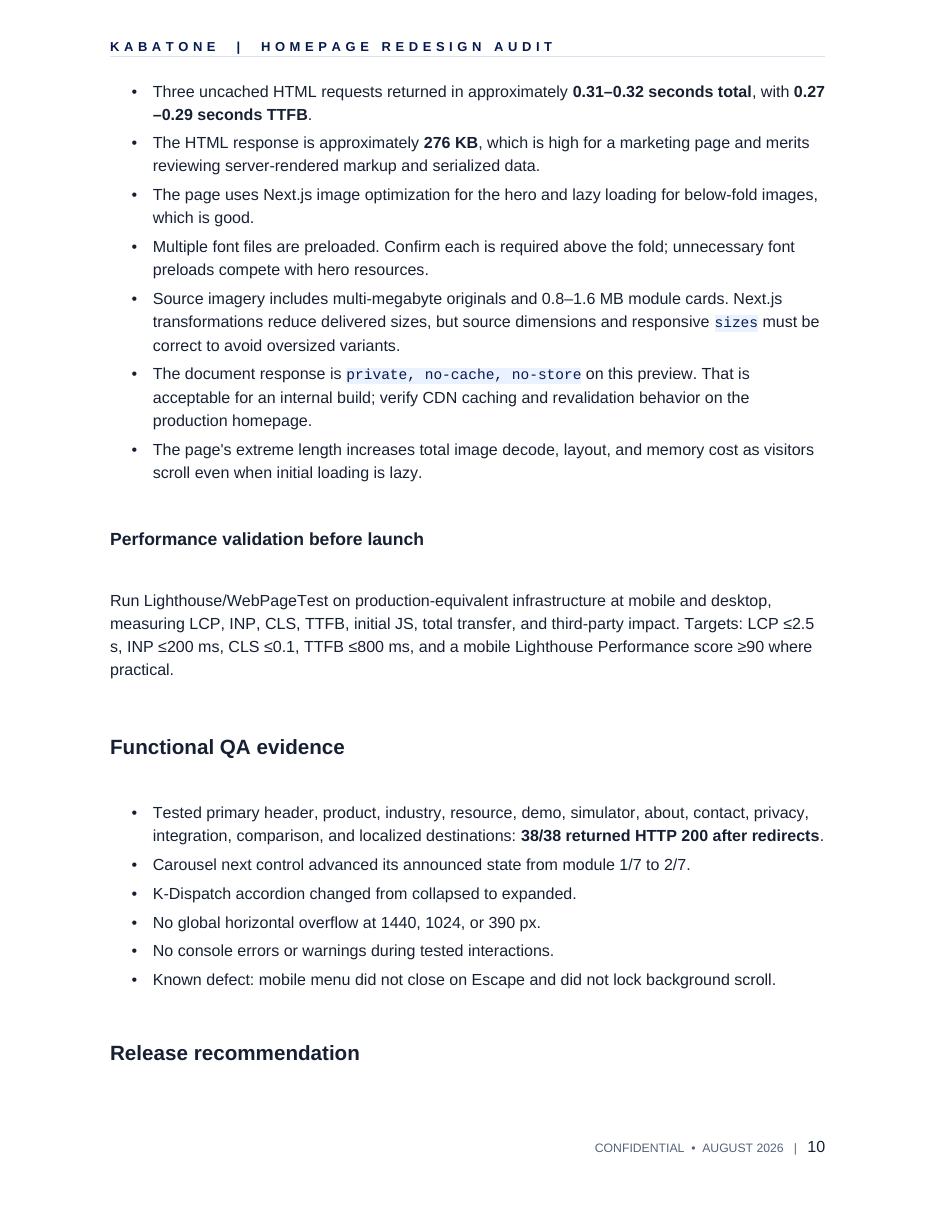 KABATONE | HOMEPAGE REDESIGN AUDIT
• Three uncached HTML requests returned in approximately 0.31–0.32 seconds total, with 0.27
–0.29 seconds TTFB.
• The HTML response is approximately 276 KB, which is high for a marketing page and merits
reviewing server-rendered markup and serialized data.
• The page uses Next.js image optimization for the hero and lazy loading for below-fold images,
which is good.
• Multiple font files are preloaded. Confirm each is required above the fold; unnecessary font
preloads compete with hero resources.
• Source imagery includes multi-megabyte originals and 0.8–1.6 MB module cards. Next.js
transformations reduce delivered sizes, but source dimensions and responsive sizes must be
correct to avoid oversized variants.
• The document response is private, no-cache, no-store on this preview. That is
acceptable for an internal build; verify CDN caching and revalidation behavior on the
production homepage.
• The page's extreme length increases total image decode, layout, and memory cost as visitors
scroll even when initial loading is lazy.
Performance validation before launch
Run Lighthouse/WebPageTest on production-equivalent infrastructure at mobile and desktop,
measuring LCP, INP, CLS, TTFB, initial JS, total transfer, and third-party impact. Targets: LCP ≤2.5
s, INP ≤200 ms, CLS ≤0.1, TTFB ≤800 ms, and a mobile Lighthouse Performance score ≥90 where
practical.
Functional QA evidence
• Tested primary header, product, industry, resource, demo, simulator, about, contact, privacy,
integration, comparison, and localized destinations: 38/38 returned HTTP 200 after redirects.
• Carousel next control advanced its announced state from module 1/7 to 2/7.
• K-Dispatch accordion changed from collapsed to expanded.
• No global horizontal overflow at 1440, 1024, or 390 px.
• No console errors or warnings during tested interactions.
• Known defect: mobile menu did not close on Escape and did not lock background scroll.
Release recommendation
CONFIDENTIAL • AUGUST 2026 | 10